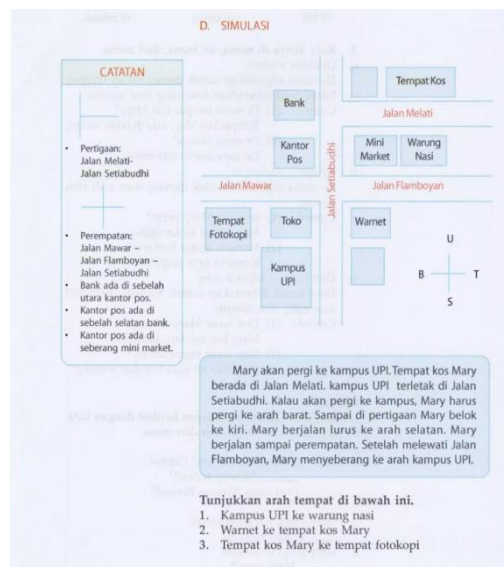 D. SIMULASI
CATATAN
• Pertigaan:
Jalan Melati-
Jalan Setiabudhi
• Perempatan:
Jalan Mawar –
Jalan Flamboyan –
Jalan Setiabudhi
• Bank ada di sebelah
utara kantor pos.
• Kantor pos ada di
sebelah selatan bank.
• Kantor pos ada di
seberang mini market.
Tempat Kos
Bank
Jalan Melati
Kantor
Pos
Jalan Setiabudhi
Mini
Market
Warung
Nasi
Jalan Mawar
Jalan Flamboyan
Tempat
Fotokopi
Toko
Warnet
Kampus
UPI
U
B
T
S
Mary akan pergi ke kampus UPI. Tempat kos Mary
berada di Jalan Melati. kampus UPI terletak di Jalan
Setiabudhi. Kalau akan pergi ke kampus, Mary harus
pergi ke arah barat. Sampai di pertigaan Mary belok
ke kiri. Mary berjalan lurus ke arah selatan. Mary
berjalan sampai perempatan. Setelah melewati Jalan
Flamboyan, Mary menyeberang ke arah kampus UPI.
Tunjukkan arah tempat di bawah ini.
1. Kampus UPI ke warung nasi
2. Warnet ke tempat kos Mary
3. Tempat kos Mary ke tempat fotokopi